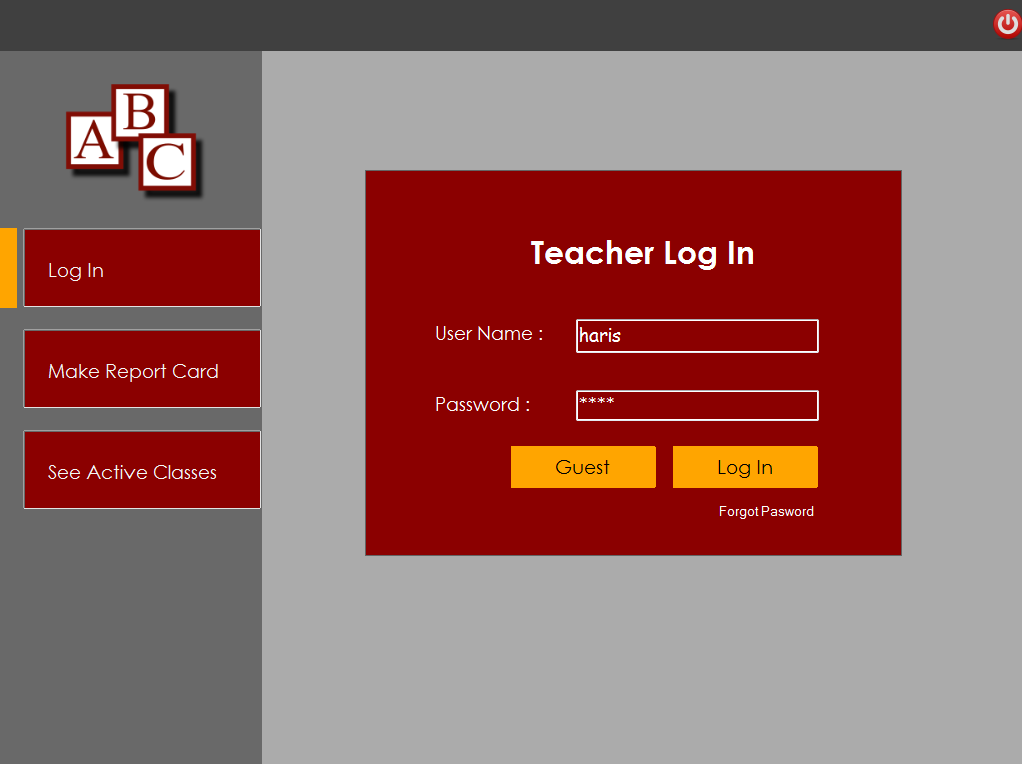 A B C
Log In
Make Report Card
See Active Classes
Teacher Log In
User Name : haris
Password : ****
Guest Log In
Forgot Pasword